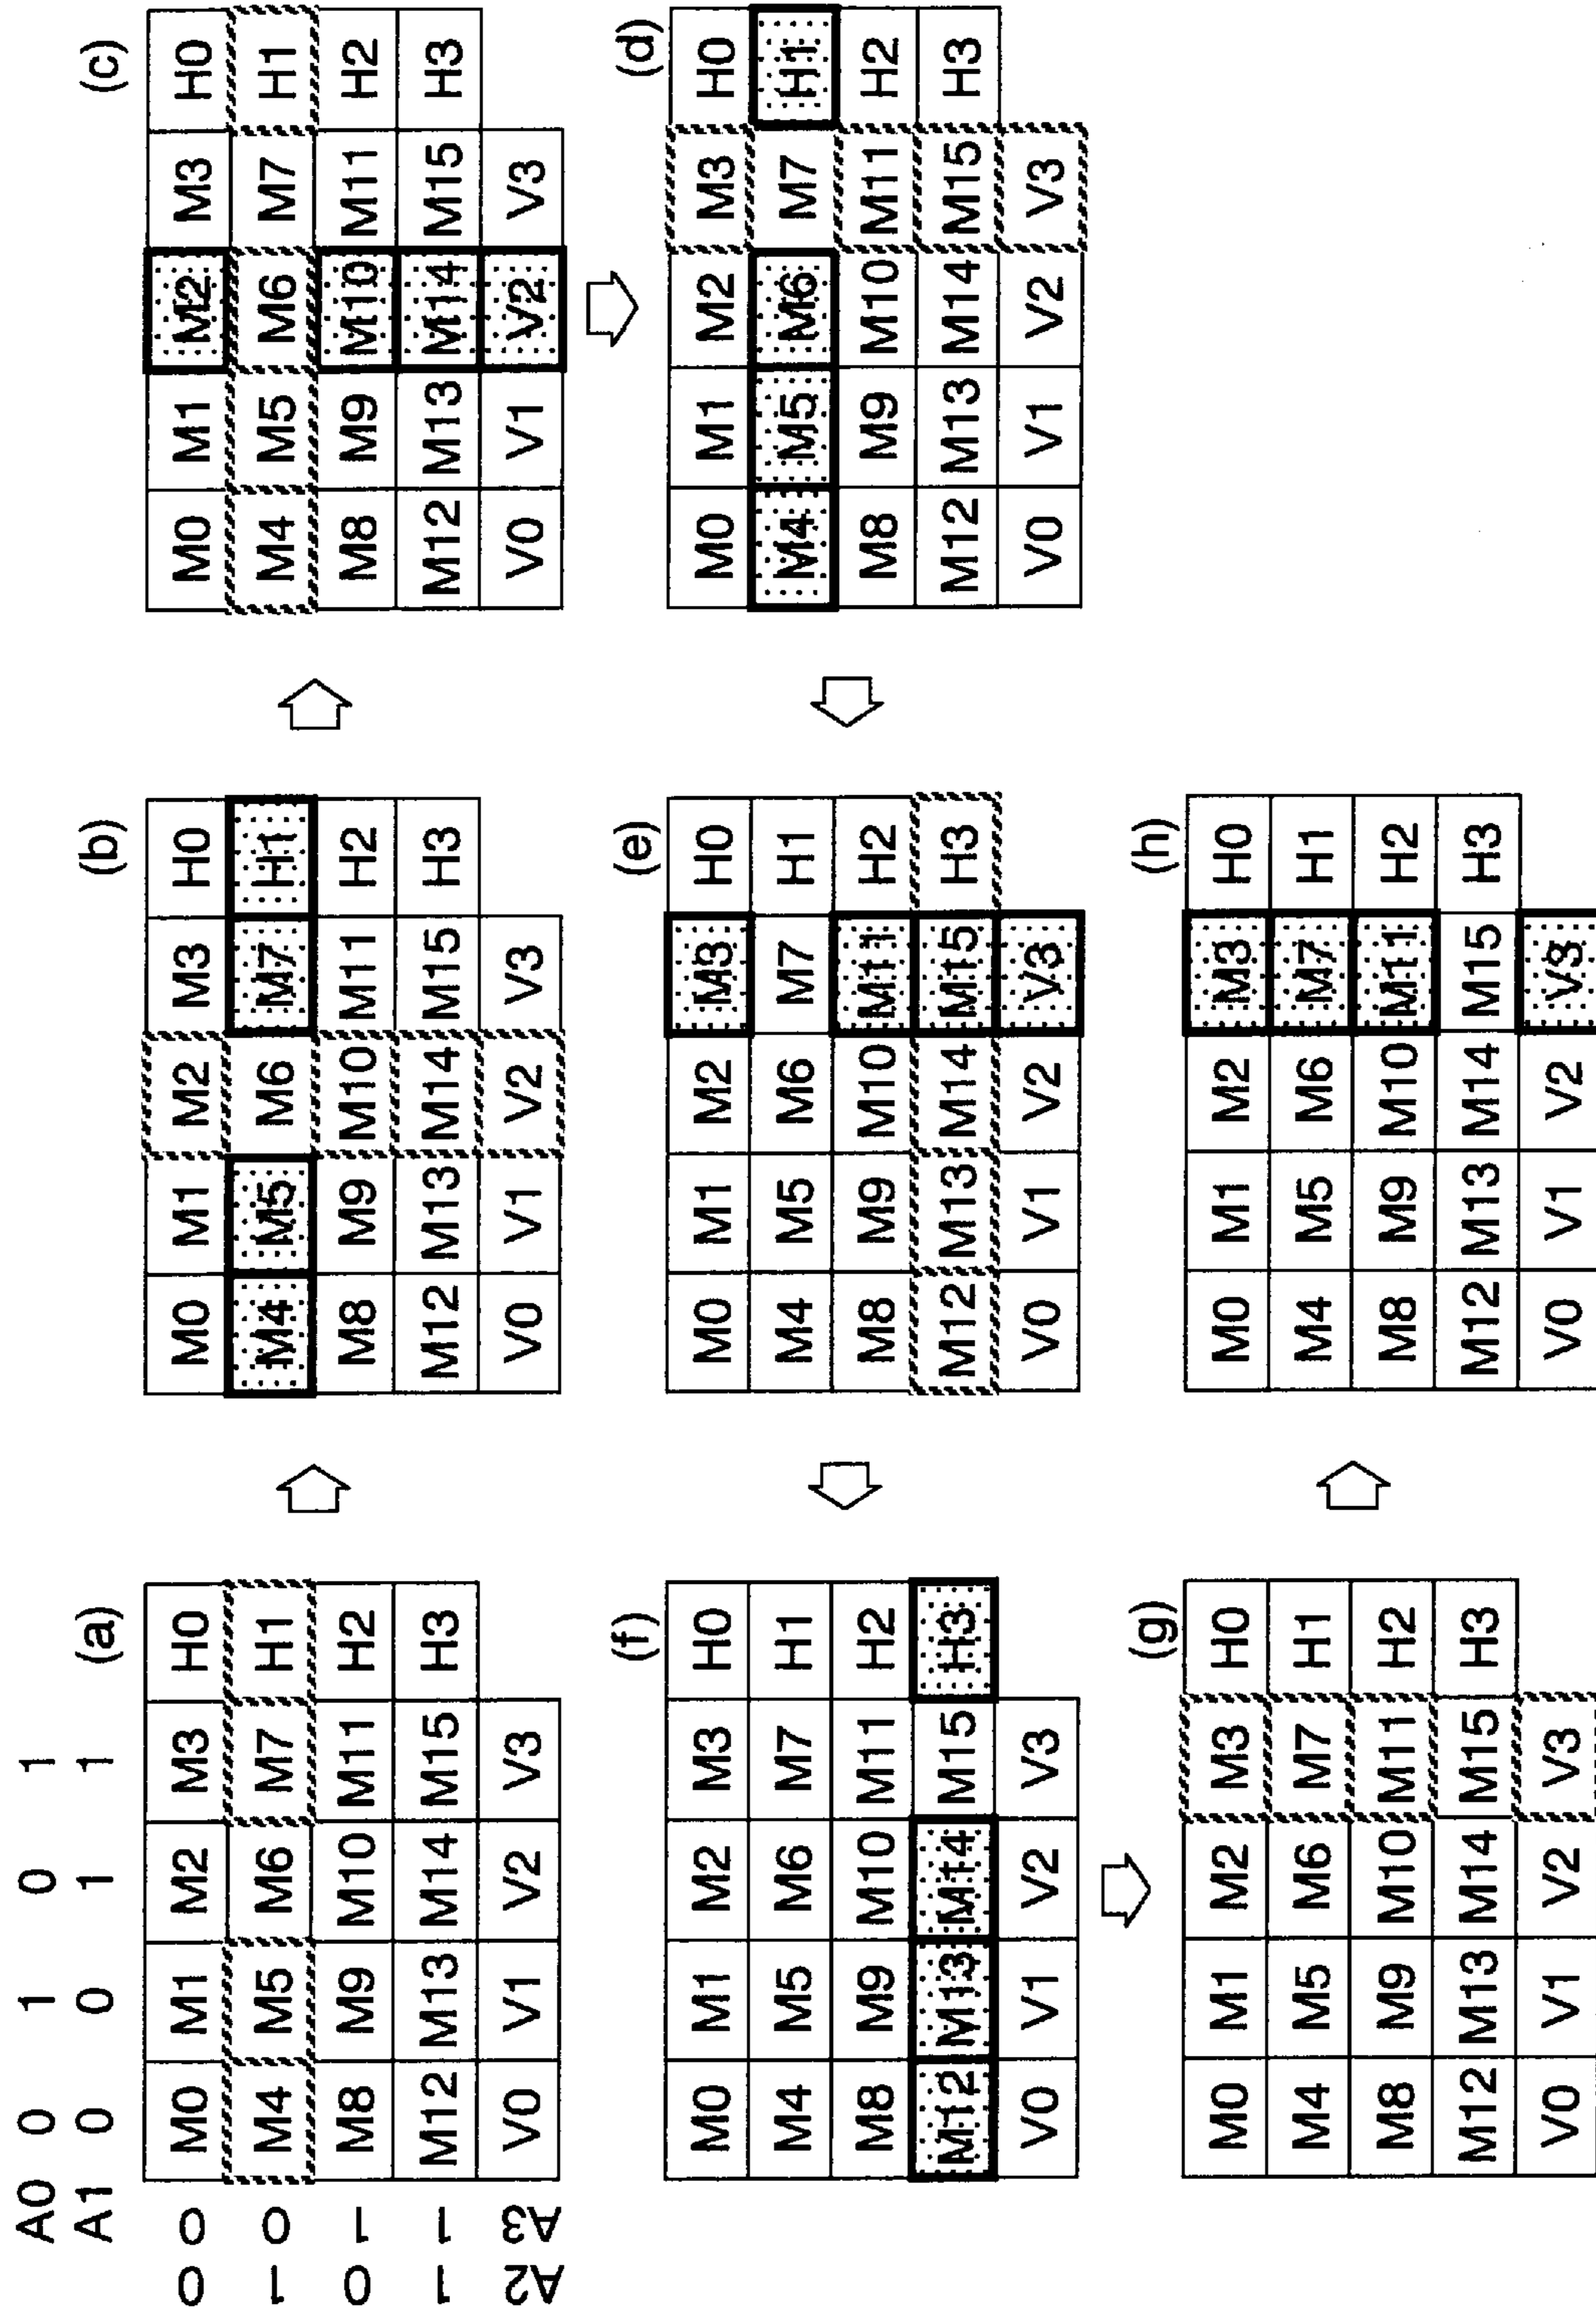 A0 0 1 0 1
A1 0 0 1 1
(a)
0 0 M0 M1 M2 M3 H0
1 0 M4 M5 M6 M7 H1
0 1 M8 M9 M10 M11 H2
1 1 M12 M13 M14 M15 H3
A2 A3 V0 V1 V2 V3
(b)
M0 M1 M2 M3 H0
M4 M5 M6 M7 H1
M8 M9 M10 M11 H2
M12 M13 M14 M15 H3
V0 V1 V2 V3
(c)
M0 M1 M2 M3 H0
M4 M5 M6 M7 H1
M8 M9 M10 M11 H2
M12 M13 M14 M15 H3
V0 V1 V2 V3
(d)
M0 M1 M2 M3 H0
M4 M5 M6 M7 H1
M8 M9 M10 M11 H2
M12 M13 M14 M15 H3
V0 V1 V2 V3
(e)
M0 M1 M2 M3 H0
M4 M5 M6 M7 H1
M8 M9 M10 M11 H2
M12 M13 M14 M15 H3
V0 V1 V2 V3
(f)
M0 M1 M2 M3 H0
M4 M5 M6 M7 H1
M8 M9 M10 M11 H2
M12 M13 M14 M15 H3
V0 V1 V2 V3
(g)
M0 M1 M2 M3 H0
M4 M5 M6 M7 H1
M8 M9 M10 M11 H2
M12 M13 M14 M15 H3
V0 V1 V2 V3
(h)
M0 M1 M2 M3 H0
M4 M5 M6 M7 H1
M8 M9 M10 M11 H2
M12 M13 M14 M15 H3
V0 V1 V2 V3